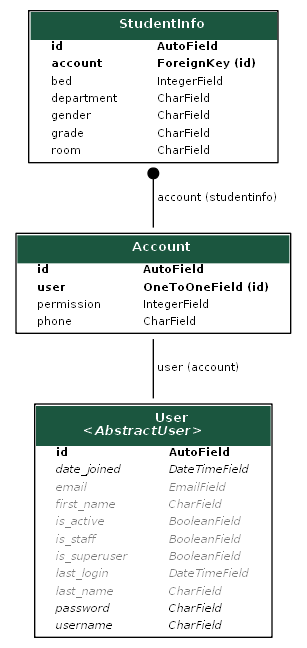 StudentInfo
id AutoField
account ForeignKey (id)
bed IntegerField
department CharField
gender CharField
grade CharField
room CharField
account (studentinfo)
Account
id AutoField
user OneToOneField (id)
permission IntegerField
phone CharField
user (account)
User
<AbstractUser>
id AutoField
date_joined DateTimeField
email EmailField
first_name CharField
is_active BooleanField
is_staff BooleanField
is_superuser BooleanField
last_login DateTimeField
last_name CharField
password CharField
username CharField